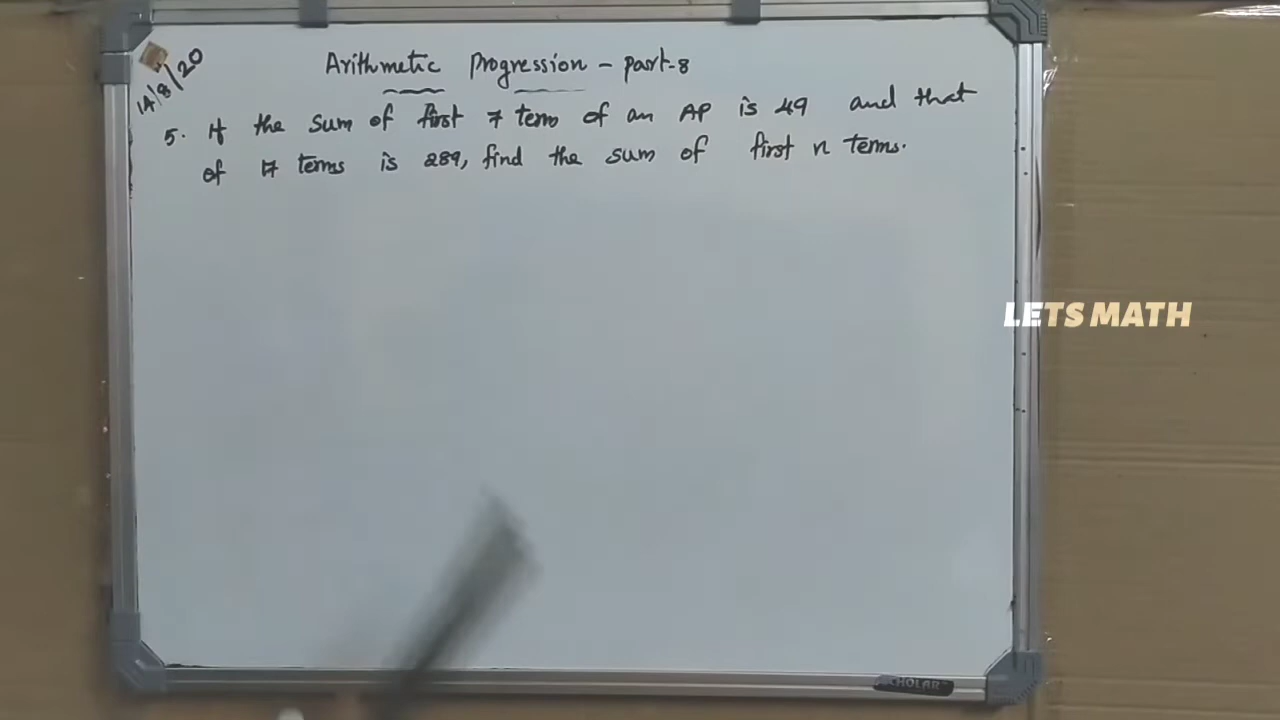 14/8/20
Arithmetic Progression - part-8
5. If the sum of first 7 term of an AP is 49 and that
of 17 terms is 289, find the sum of first n terms.
LETS MATH
SCHOLAR